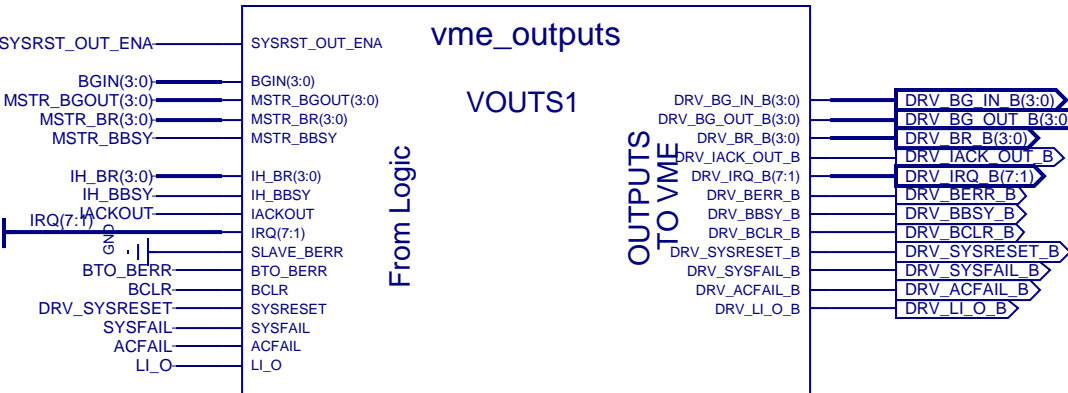 vme_outputs
VOUTS1
From Logic
OUTPUTS
TO VME
SYSRST_OUT_ENA SYSRST_OUT_ENA
BGIN(3:0) BGIN(3:0)
MSTR_BGOUT(3:0) MSTR_BGOUT(3:0)
MSTR_BR(3:0) MSTR_BR(3:0)
MSTR_BBSY MSTR_BBSY
IH_BR(3:0) IH_BR(3:0)
IH_BBSY IH_BBSY
IACKOUT IACKOUT
IRQ(7:1) IRQ(7:1)
GND SLAVE_BERR
BTO_BERR BTO_BERR
BCLR BCLR
DRV_SYSRESET SYSRESET
SYSFAIL SYSFAIL
ACFAIL ACFAIL
LI_O LI_O
DRV_BG_IN_B(3:0) DRV_BG_IN_B(3:0)
DRV_BG_OUT_B(3:0) DRV_BG_OUT_B(3:0
DRV_BR_B(3:0) DRV_BR_B(3:0)
DRV_IACK_OUT_B DRV_IACK_OUT_B
DRV_IRQ_B(7:1) DRV_IRQ_B(7:1)
DRV_BERR_B DRV_BERR_B
DRV_BBSY_B DRV_BBSY_B
DRV_BCLR_B DRV_BCLR_B
DRV_SYSRESET_B DRV_SYSRESET_B
DRV_SYSFAIL_B DRV_SYSFAIL_B
DRV_ACFAIL_B DRV_ACFAIL_B
DRV_LI_O_B DRV_LI_O_B